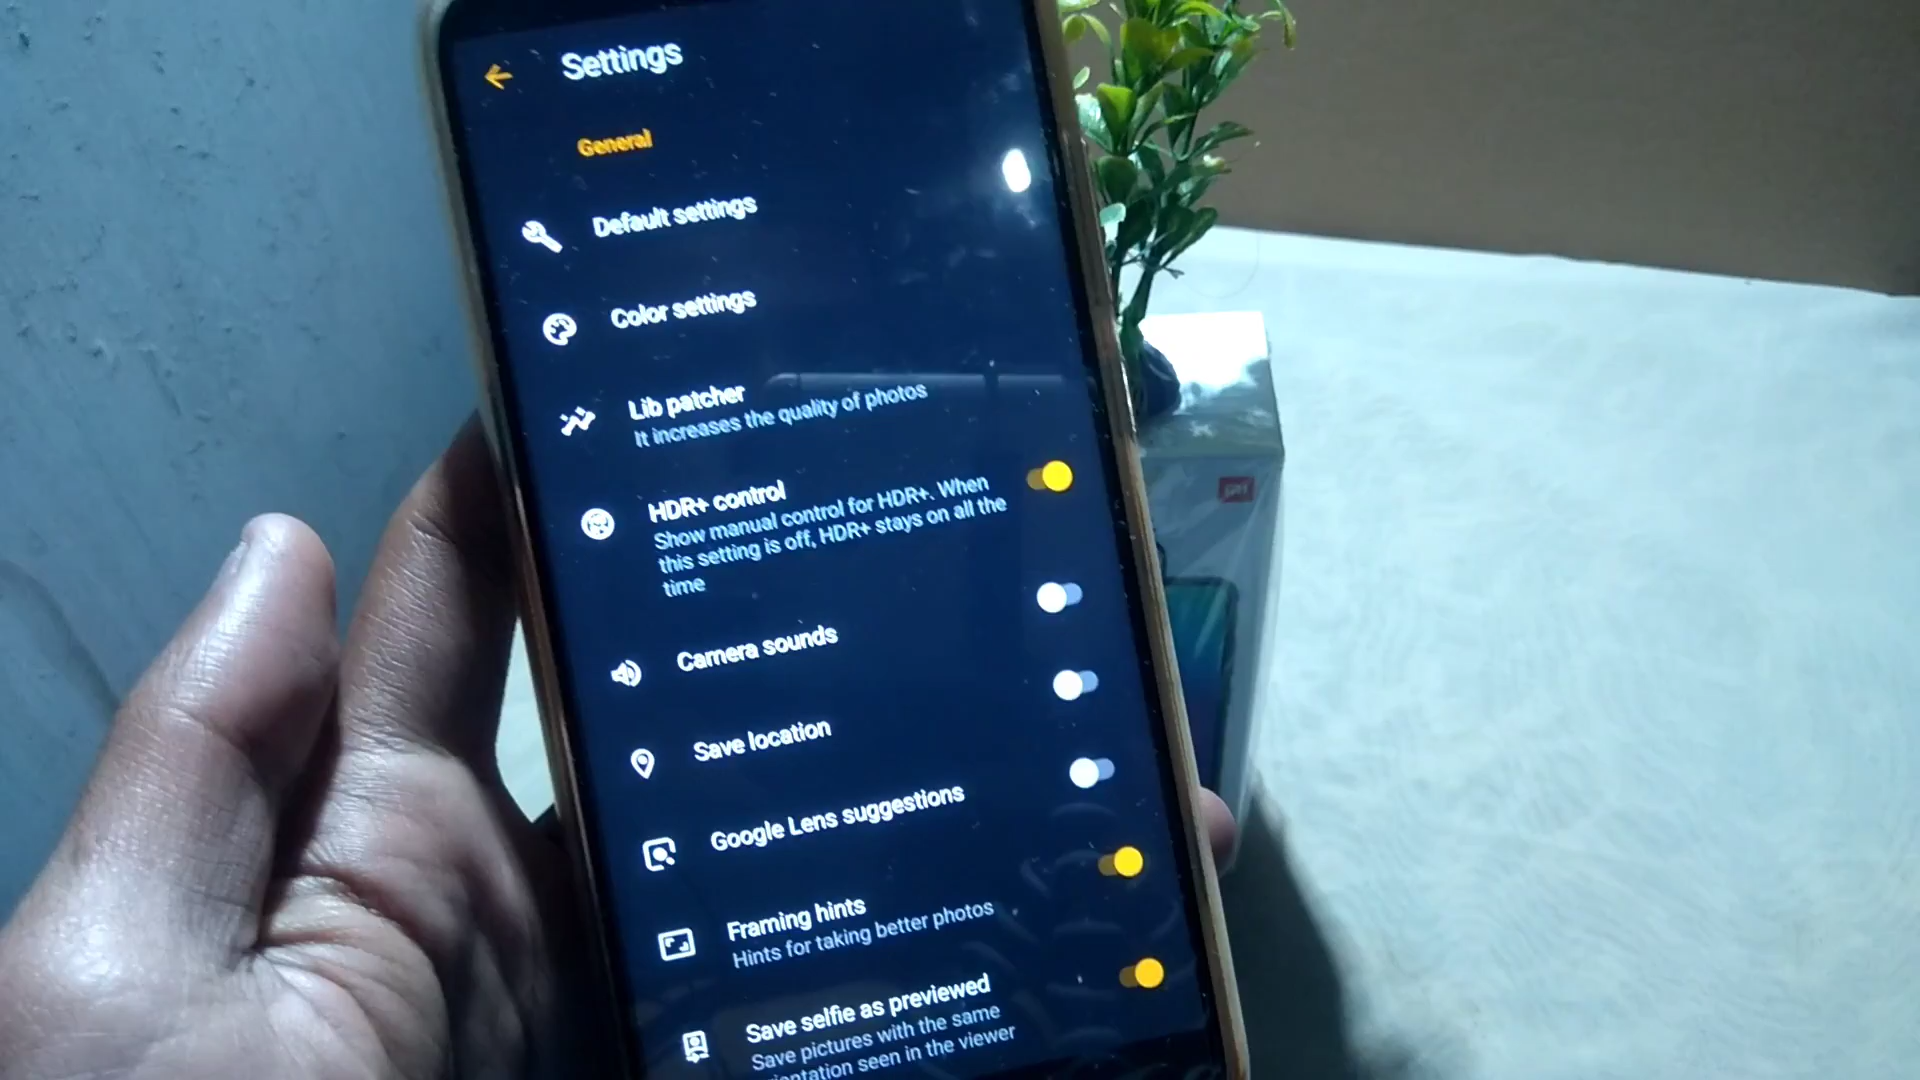 Settings
General
Default settings
Color settings
Lib patcher
It increases the quality of photos
HDR+ control
Show manual control for HDR+. When
this setting is off, HDR+ stays on all the
time
Camera sounds
Save location
Google Lens suggestions
Framing hints
Hints for taking better photos
Save selfie as previewed
Save pictures with the same
orientation seen in the viewer